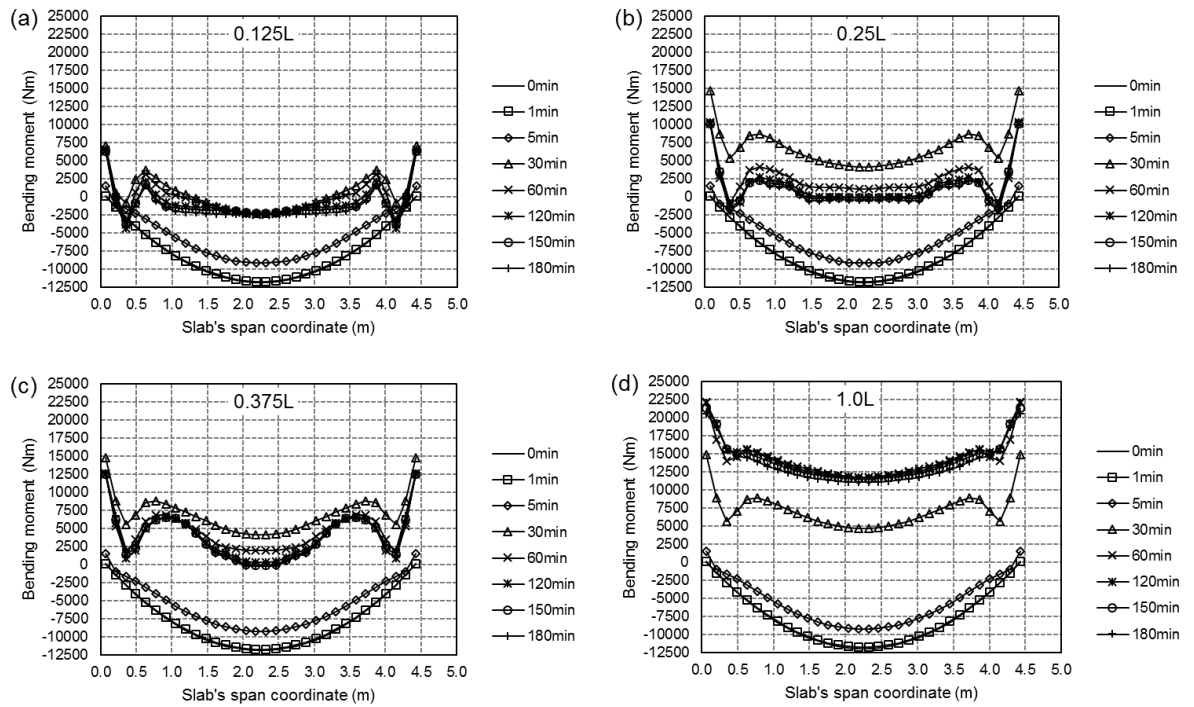 (a)
0.125L
Bending moment (Nm)
25000
22500
20000
17500
15000
12500
10000
7500
5000
2500
0
-2500
-5000
-7500
-10000
-12500
0.0 0.5 1.0 1.5 2.0 2.5 3.0 3.5 4.0 4.5 5.0
Slab's span coordinate (m)
0min
1min
5min
30min
60min
120min
150min
180min
(b)
0.25L
Bending moment (Nm)
25000
22500
20000
17500
15000
12500
10000
7500
5000
2500
0
-2500
-5000
-7500
-10000
-12500
0.0 0.5 1.0 1.5 2.0 2.5 3.0 3.5 4.0 4.5 5.0
Slab's span coordinate (m)
0min
1min
5min
30min
60min
120min
150min
180min
(c)
0.375L
Bending moment (Nm)
25000
22500
20000
17500
15000
12500
10000
7500
5000
2500
0
-2500
-5000
-7500
-10000
-12500
0.0 0.5 1.0 1.5 2.0 2.5 3.0 3.5 4.0 4.5 5.0
Slab's span coordinate (m)
0min
1min
5min
30min
60min
120min
150min
180min
(d)
1.0L
Bending moment (Nm)
25000
22500
20000
17500
15000
12500
10000
7500
5000
2500
0
-2500
-5000
-7500
-10000
-12500
0.0 0.5 1.0 1.5 2.0 2.5 3.0 3.5 4.0 4.5 5.0
Slab's span coordinate (m)
0min
1min
5min
30min
60min
120min
150min
180min